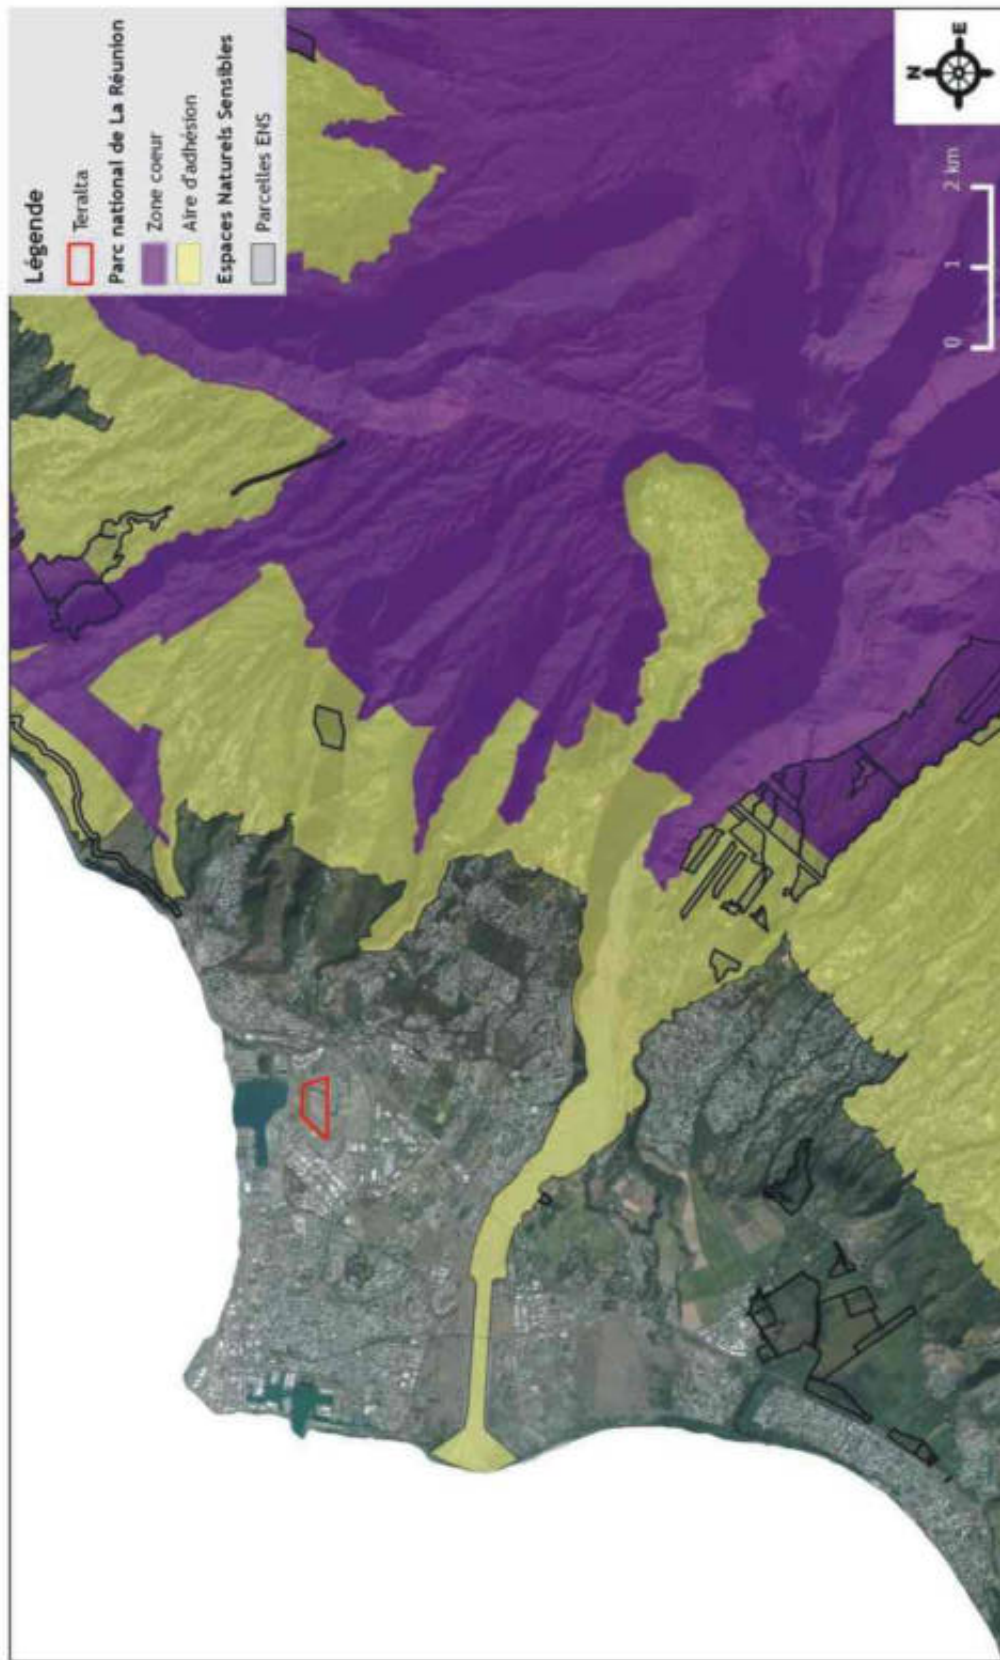 Légende
Teralta
Parc national de La Réunion
Zone coeur
Aire d'adhésion
Espaces Naturels Sensibles
Parcelles ENS
N
E
0 1 2 km